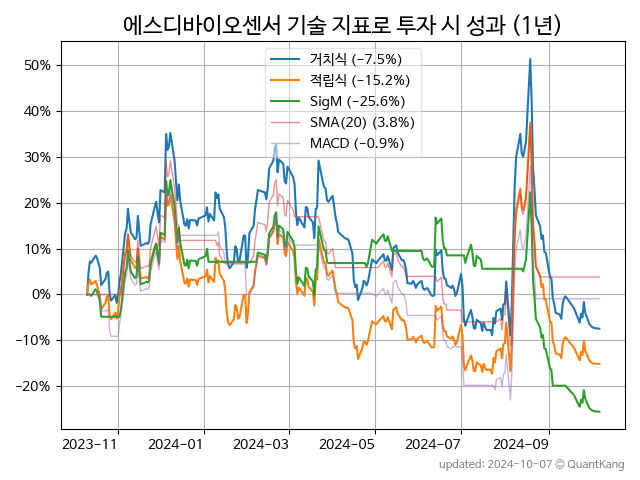 에스디바이오센서 기술 지표로 투자 시 성과 (1년)
거치식 (−7.5%)
적립식 (−15.2%)
SigM (−25.6%)
SMA(20) (3.8%)
MACD (−0.9%)
50%
40%
30%
20%
10%
0%
−10%
−20%
2023-11 2024-01 2024-03 2024-05 2024-07 2024-09
updated: 2024-10-07 © QuantKang